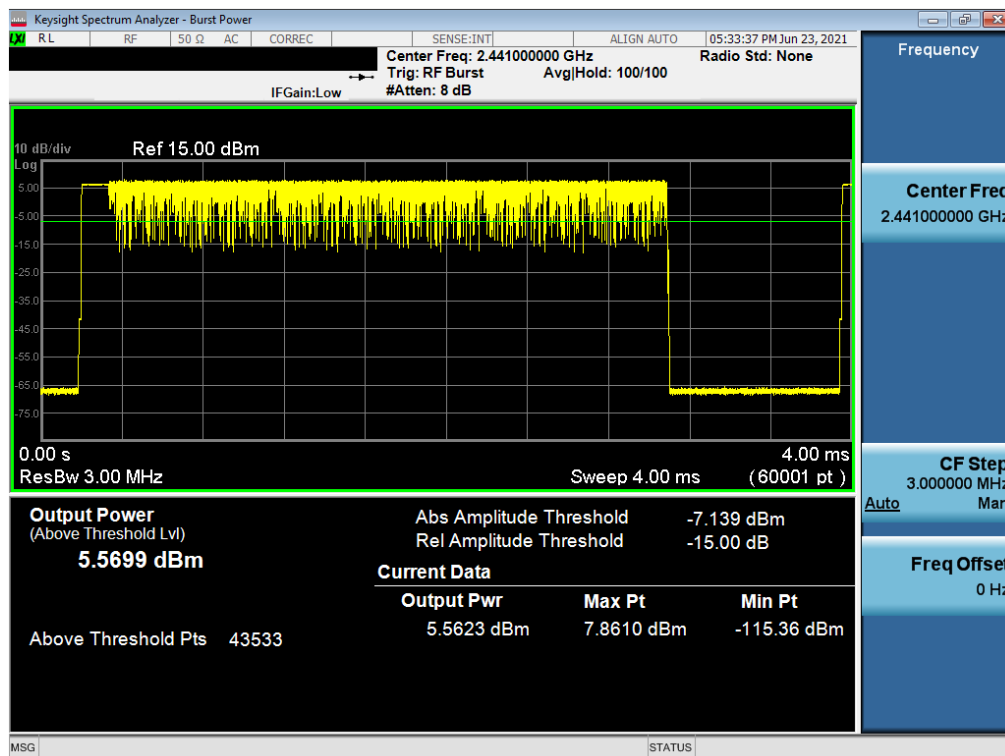 Keysight Spectrum Analyzer - Burst Power
LXI RL RF 50 Ω AC CORREC SENSE:INT ALIGN AUTO 05:33:37 PM Jun 23, 2021
Center Freq: 2.441000000 GHz Radio Std: None
Trig: RF Burst Avg|Hold: 100/100
IFGain:Low #Atten: 8 dB
Frequency
10 dB/div Ref 15.00 dBm
Log
5.00
-5.00
-15.0
-25.0
-35.0
-45.0
-55.0
-65.0
-75.0
0.00 s 4.00 ms
ResBw 3.00 MHz Sweep 4.00 ms (60001 pt )
Center Freq
2.441000000 GHz
CF Step
3.000000 MHz
Auto Man
Freq Offset
0 Hz
Output Power
(Above Threshold Lvl)
5.5699 dBm
Above Threshold Pts 43533
Abs Amplitude Threshold -7.139 dBm
Rel Amplitude Threshold -15.00 dB
Current Data
Output Pwr Max Pt Min Pt
5.5623 dBm 7.8610 dBm -115.36 dBm
MSG STATUS